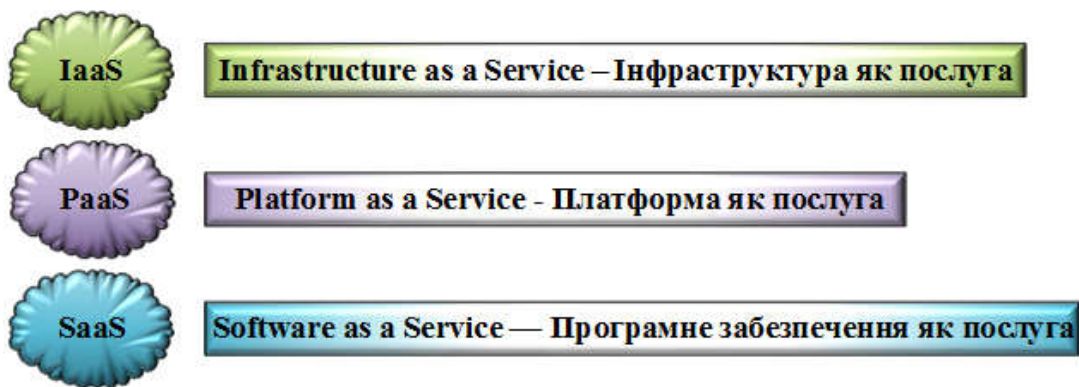 IaaS
Infrastructure as a Service – Інфраструктура як послуга
PaaS
Platform as a Service - Платформа як послуга
SaaS
Software as a Service — Програмне забезпечення як послуга